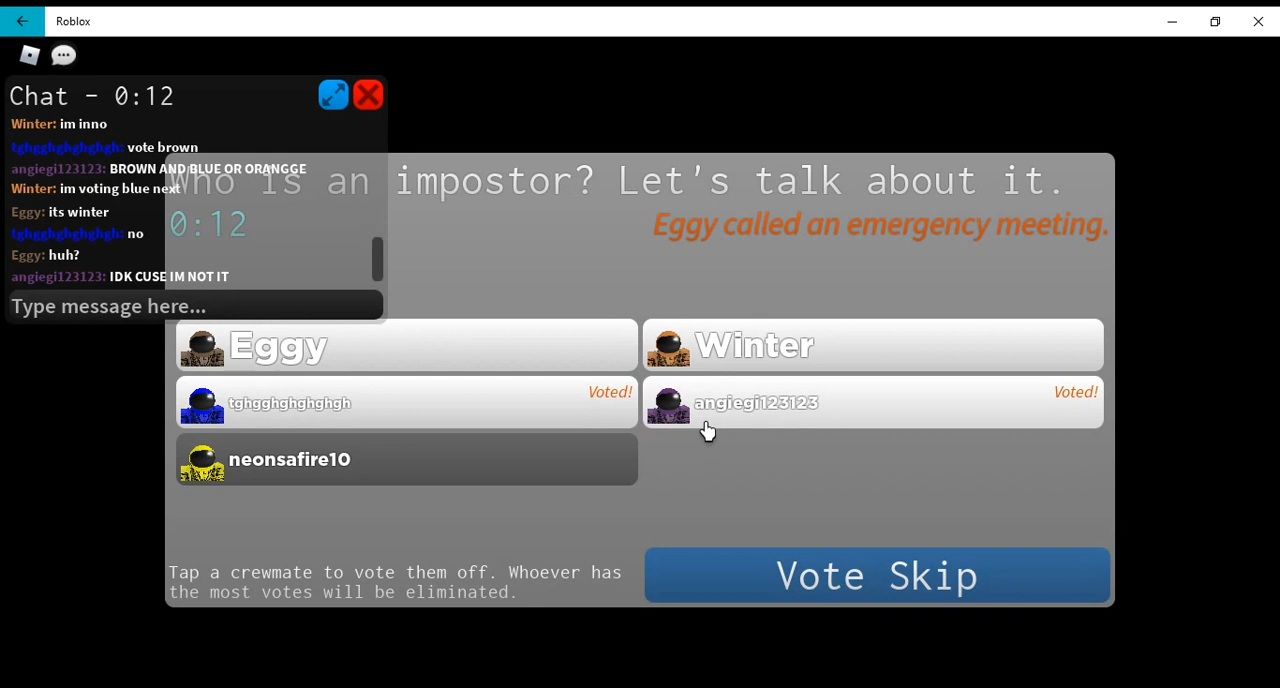 Roblox
Chat - 0:12
Winter: im inno
tghgghghghghgh: vote brown
angiegi123123: BROWN AND BLUE OR ORANGGE
Winter: im voting blue next
Eggy: its winter
tghgghghghghgh: no
Eggy: huh?
angiegi123123: IDK CUSE IM NOT IT
Type message here...
Who is an impostor? Let's talk about it.
0:12
Eggy called an emergency meeting.
Eggy
Winter
tghgghghghghgh
Voted!
angiegi123123
Voted!
neonsafire10
Tap a crewmate to vote them off. Whoever has
the most votes will be eliminated.
Vote Skip